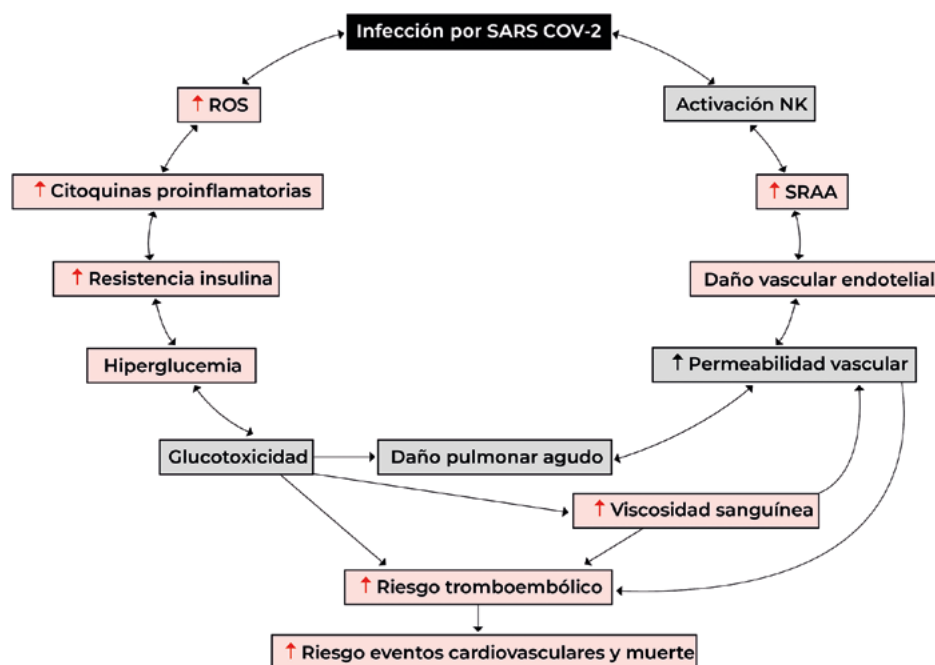 Infección por SARS COV-2
↑ ROS
Activación NK
↑ Citoquinas proinflamatorias
↑ SRAA
↑ Resistencia insulina
Daño vascular endotelial
Hiperglucemia
↑ Permeabilidad vascular
Glucotoxicidad
Daño pulmonar agudo
↑ Viscosidad sanguínea
↑ Riesgo tromboembólico
↑ Riesgo eventos cardiovasculares y muerte